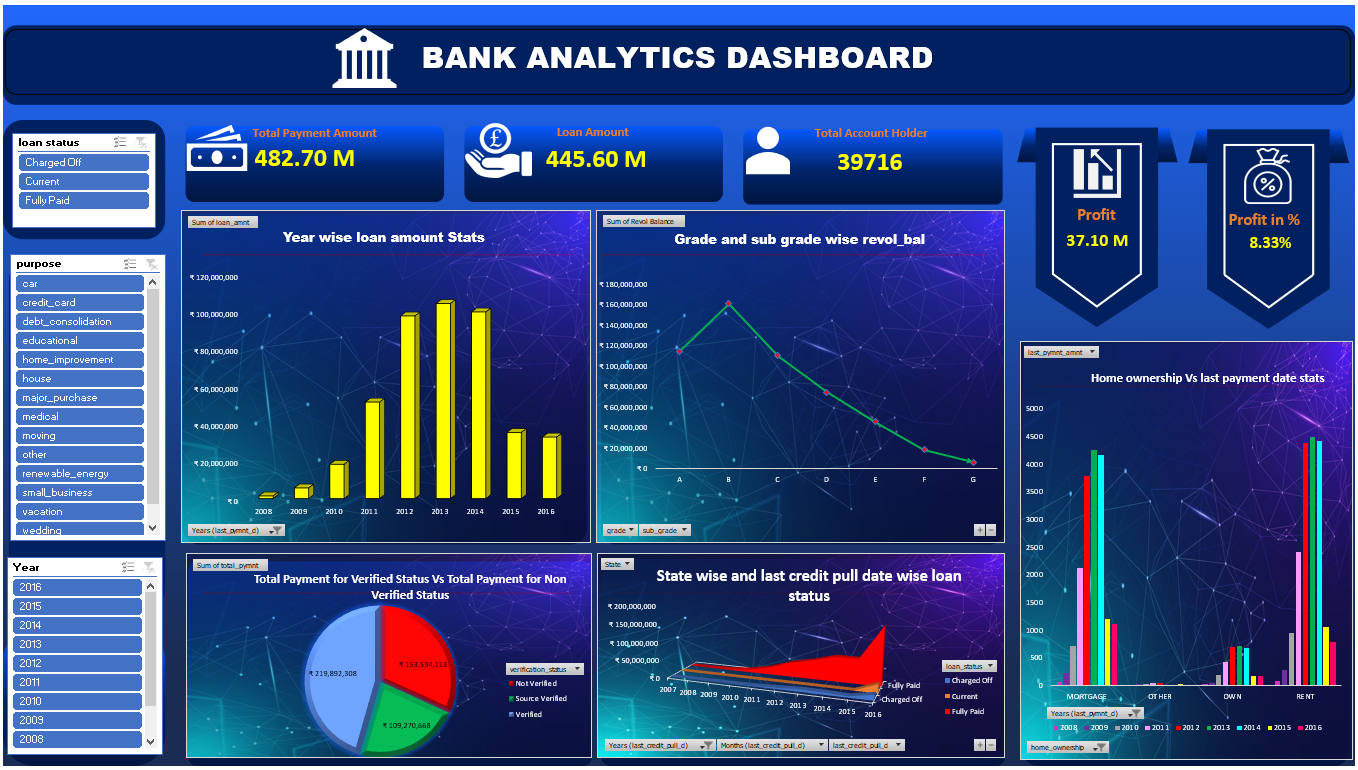 BANK ANALYTICS DASHBOARD
loan status
Charged Off
Current
Fully Paid
Total Payment Amount
482.70 M
Loan Amount
445.60 M
Total Account Holder
39716
Profit
37.10 M
Profit in %
8.33%
purpose
car
credit_card
debt_consolidation
educational
home_improvement
house
major_purchase
medical
moving
other
renewable_energy
small_business
vacation
wedding
Year
2016
2015
2014
2013
2012
2011
2010
2009
2008
Sum of loan_amnt
Year wise loan amount Stats
₹ 120,000,000
₹ 100,000,000
₹ 80,000,000
₹ 60,000,000
₹ 40,000,000
₹ 20,000,000
₹ 0
2008 2009 2010 2011 2012 2013 2014 2015 2016
Years (last_pymnt_d)
Sum of Revol Balance
Grade and sub grade wise revol_bal
₹ 180,000,000
₹ 160,000,000
₹ 140,000,000
₹ 120,000,000
₹ 100,000,000
₹ 80,000,000
₹ 60,000,000
₹ 40,000,000
₹ 20,000,000
₹ 0
A B C D E F G
grade sub_grade
Sum of total_pymnt
Total Payment for Verified Status Vs Total Payment for Non
Verified Status
₹ 153,534,113
₹ 219,892,308
₹ 109,270,668
verification_status
Not Verified
Source Verified
Verified
State
State wise and last credit pull date wise loan
status
₹ 200,000,000
₹ 150,000,000
₹ 100,000,000
₹ 50,000,000
₹ 0
2007 2008 2009 2010 2011 2012 2013 2014 2015 2016
Fully Paid
Charged Off
loan_status
Charged Off
Current
Fully Paid
Years (last_credit_pull_d) Months (last_credit_pull_d) last_credit_pull_d
last_pymnt_amnt
Home ownership Vs last payment date stats
5000
4500
4000
3500
3000
2500
2000
1500
1000
500
0
MORTGAGE OTHER OWN RENT
Years (last_pymnt_d)
2008 2009 2010 2011 2012 2013 2014 2015 2016
home_ownership